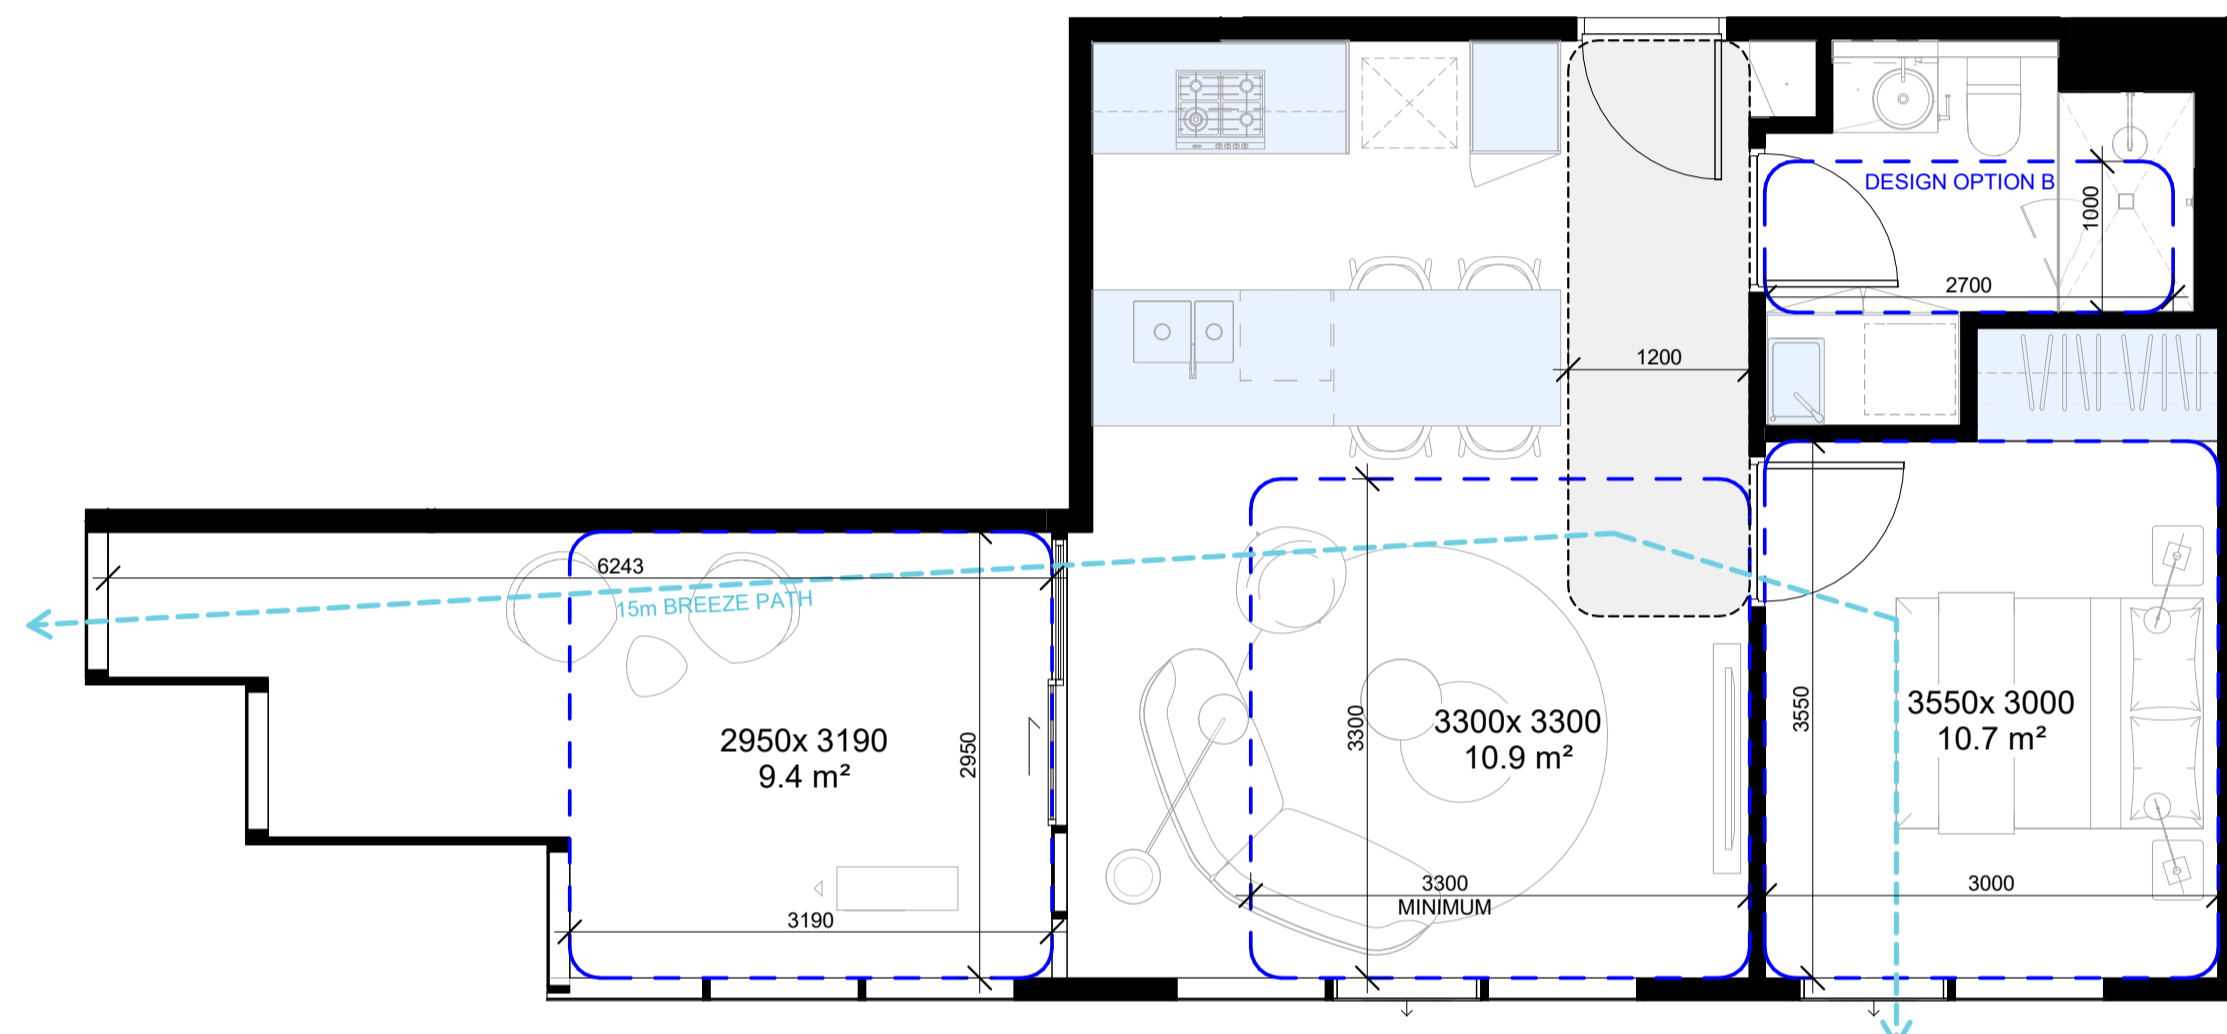 DESIGN OPTION B
1000
2700
1200
6243
15m BREEZE PATH
2950x 3190
9.4 m²
2950
3190
3300
3300x 3300
10.9 m²
3300
MINIMUM
3550
3550x 3000
10.7 m²
3000